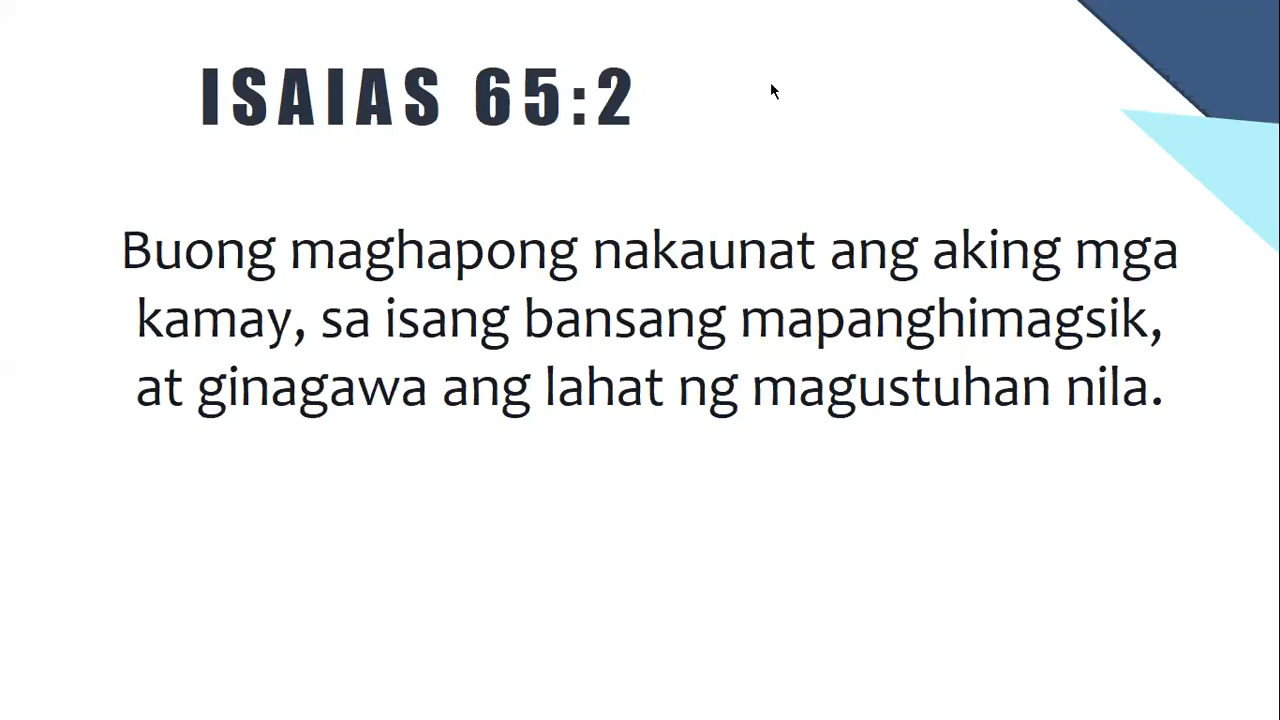 ISAIAS 65:2
Buong maghapong nakaunat ang aking mga
kamay, sa isang bansang mapanghimagsik,
at ginagawa ang lahat ng magustuhan nila.